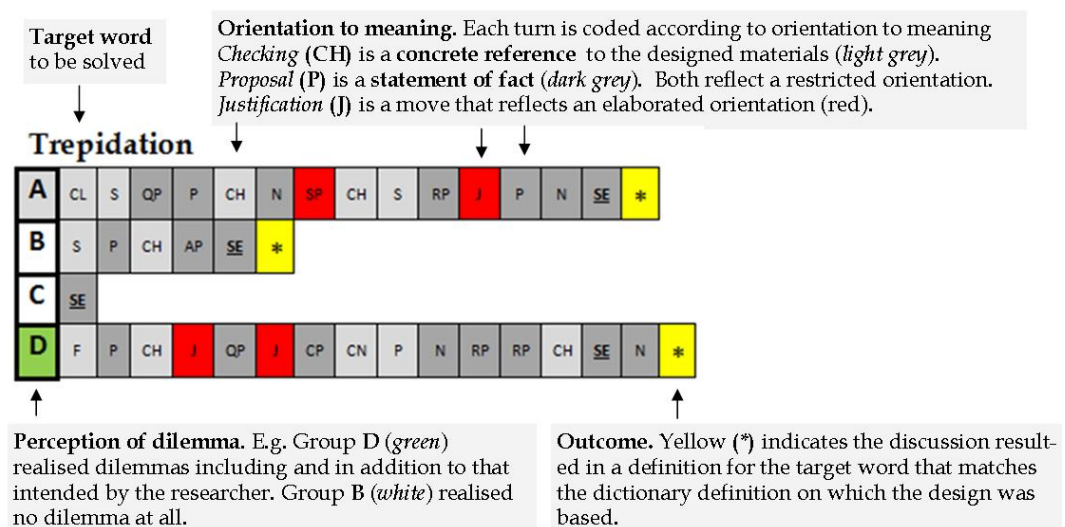 Target word
to be solved
Orientation to meaning. Each turn is coded according to orientation to meaning
Checking (CH) is a concrete reference to the designed materials (light grey).
Proposal (P) is a statement of fact (dark grey). Both reflect a restricted orientation.
Justification (J) is a move that reflects an elaborated orientation (red).
Trepidation
A CL S QP P CH N SP CH S RP J P N SE *
B S P CH AP SE *
C SE
D F P CH J QP J CP CN P N RP RP CH SE N *
Perception of dilemma. E.g. Group D (green)
realised dilemmas including and in addition to that
intended by the researcher. Group B (white) realised
no dilemma at all.
Outcome. Yellow (*) indicates the discussion result-
ed in a definition for the target word that matches
the dictionary definition on which the design was
based.